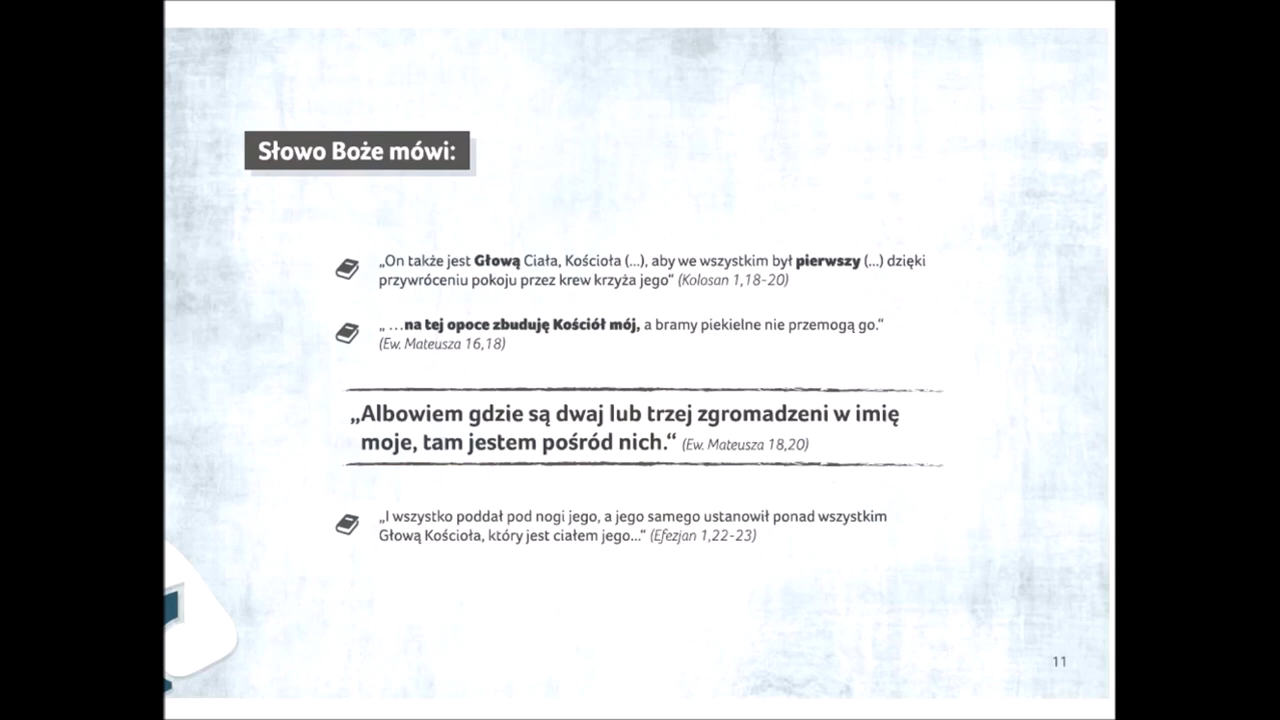 Słowo Boże mówi:
„On także jest Głową Ciała, Kościoła (...), aby we wszystkim był pierwszy (...) dzięki
przywróceniu pokoju przez krew krzyża jego“ (Kolosan 1,18-20)
„ ...na tej opoce zbuduję Kościół mój, a bramy piekielne nie przemogą go.“
(Ew. Mateusza 16,18)
„Albowiem gdzie są dwaj lub trzej zgromadzeni w imię
moje, tam jestem pośród nich.“ (Ew. Mateusza 18,20)
„I wszystko poddał pod nogi jego, a jego samego ustanowił ponad wszystkim
Głową Kościoła, który jest ciałem jego...“ (Efezjan 1,22-23)
11